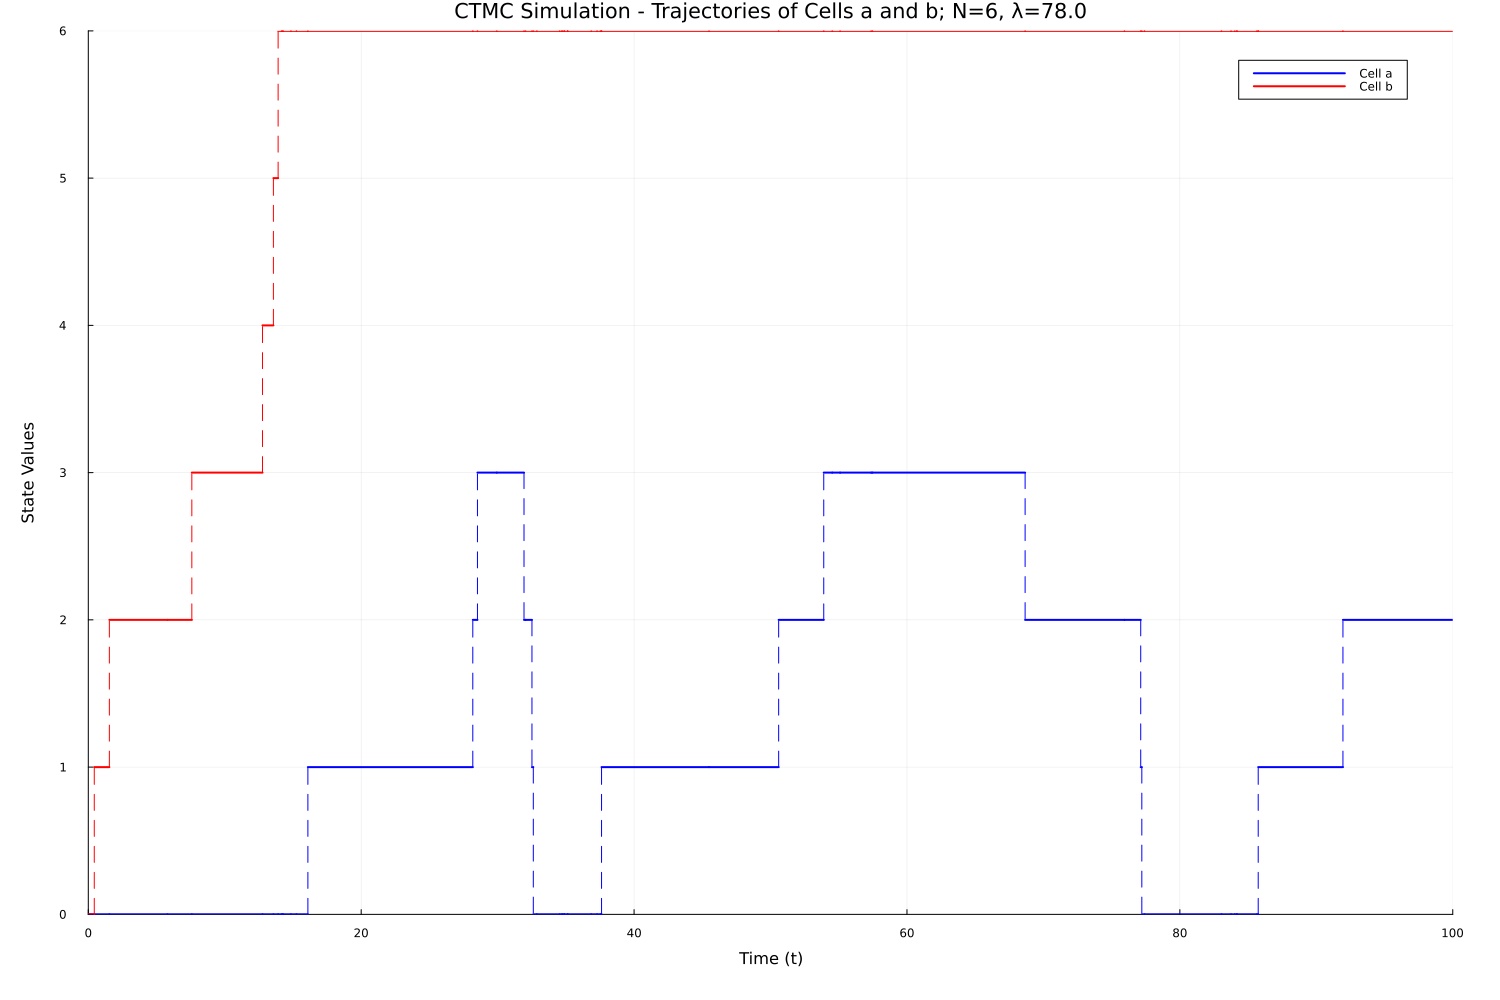 CTMC Simulation - Trajectories of Cells a and b; N=6, λ=78.0
6
Cell a
Cell b
5
4
State Values
3
2
1
0
0 20 40 60 80 100
Time (t)